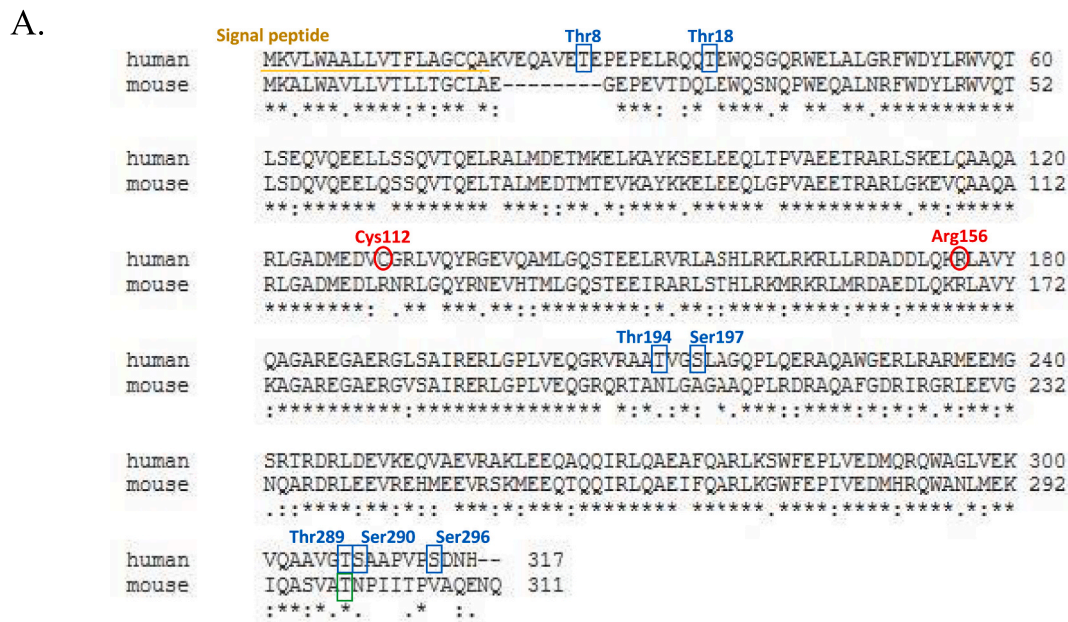 A.
Signal peptide Thr8 Thr18
human MKVLWAALLVTFLAGCQAKVEQAVETEPEPELRQQTEWQSGQRWELALGRFWDYLRWVQT 60
mouse MKALWAVLLVTLLTGCLAE--------GEPEVTDQLEWQSNQPWEQALNRFWDYLRWVQT 52
**.***.****:*:** *: ***: :* ****.* ** **.***********
human LSEQVQEELLSSQVTQELRALMDETMKELKAYKSELEEQLTPVAEETRARLSKELQAAQA 120
mouse LSDQVQEELQSSQVTQELTALMEDTMTEVKAYKKELEEQLGPVAEETRARLGKEVQAAQA 112
**:****** ******** ***::**.*:****.****** **********.**:*****
Cys112 Arg156
human RLGADMEDVCGRLVQYRGEVQAMLGQSTEELRVRLASHLRKLRKRLLRDADDLQKRLAVY 180
mouse RLGADMEDLRNRLGQYRNEVHTMLGQSTEEIRARLSTHLRKMRKRLMRDAEDLQKRLAVY 172
********: .** ***.**::********:*.**::****:****:***:*********
Thr194 Ser197
human QAGAREGAERGLSAIRERLGPLVEQGRVRAATVGSLAGQPLQERAQAWGERLRARMEEMG 240
mouse KAGAREGAERGVSAIRERLGPLVEQGRQRTANLGAGAAQPLRDRAQAFGDRIRGRLEEVG 232
:**********:*************** *:*.:*: *.***::****:*:*:*.*:**:*
human SRTRDRLDEVKEQVAEVRAKLEEQAQQIRLQAEAFQARLKSWFEPLVEDMQRQWAGLVEK 300
mouse NQARDRLEEVREHMEEVRSKMEEQTQQIRLQAEIFQARLKGWFEPIVEDMHRQWANLMEK 292
.::****:**:*:: ***:*:***:******** ******.****:****:****.*:**
Thr289 Ser290 Ser296
human VQAAVGTSAAPVPSDNH-- 317
mouse IQASVATNPIITPVAQENQ 311
:**:*.*. .* :.